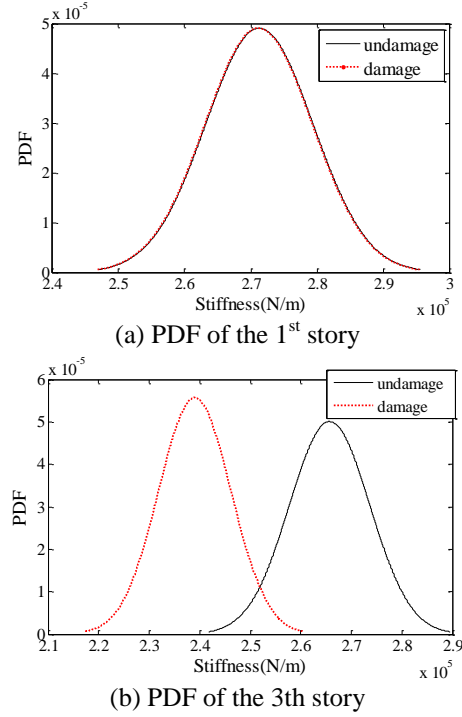 x 10^-5
5
undamage
damage
4
3
PDF
2
1
0
2.4 2.5 2.6 2.7 2.8 2.9 3
Stiffness(N/m)
x 10^5
(a) PDF of the 1st story
x 10^-5
6
undamage
damage
5
4
PDF
3
2
1
0
2.1 2.2 2.3 2.4 2.5 2.6 2.7 2.8 2.9
Stiffness(N/m)
x 10^5
(b) PDF of the 3th story